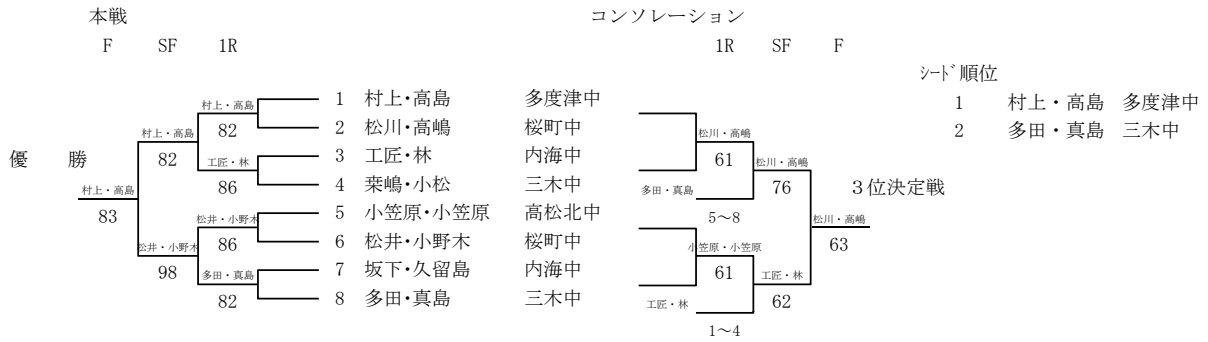 本戦 コンソレーション
F SF 1R 1R SF F
シード順位
1 村上・高島 多度津中
2 多田・真島 三木中
村上・高島 1 村上・高島 多度津中
82 2 松川・高嶋 桜町中
村上・高島 松川・高嶋
優 勝 82 工匠・林 3 工匠・林 内海中 61 松川・高嶋
86 4 栞嶋・小松 三木中 多田・真島 76 3位決定戦
村上・高島
83 松井・小野木 5 小笠原・小笠原 高松北中 5～8 松川・高嶋
86 6 松井・小野木 桜町中 63
松井・小野木 小笠原・小笠原
98 多田・真島 7 坂下・久留島 内海中 61 工匠・林
82 8 多田・真島 三木中 工匠・林 62
1～4